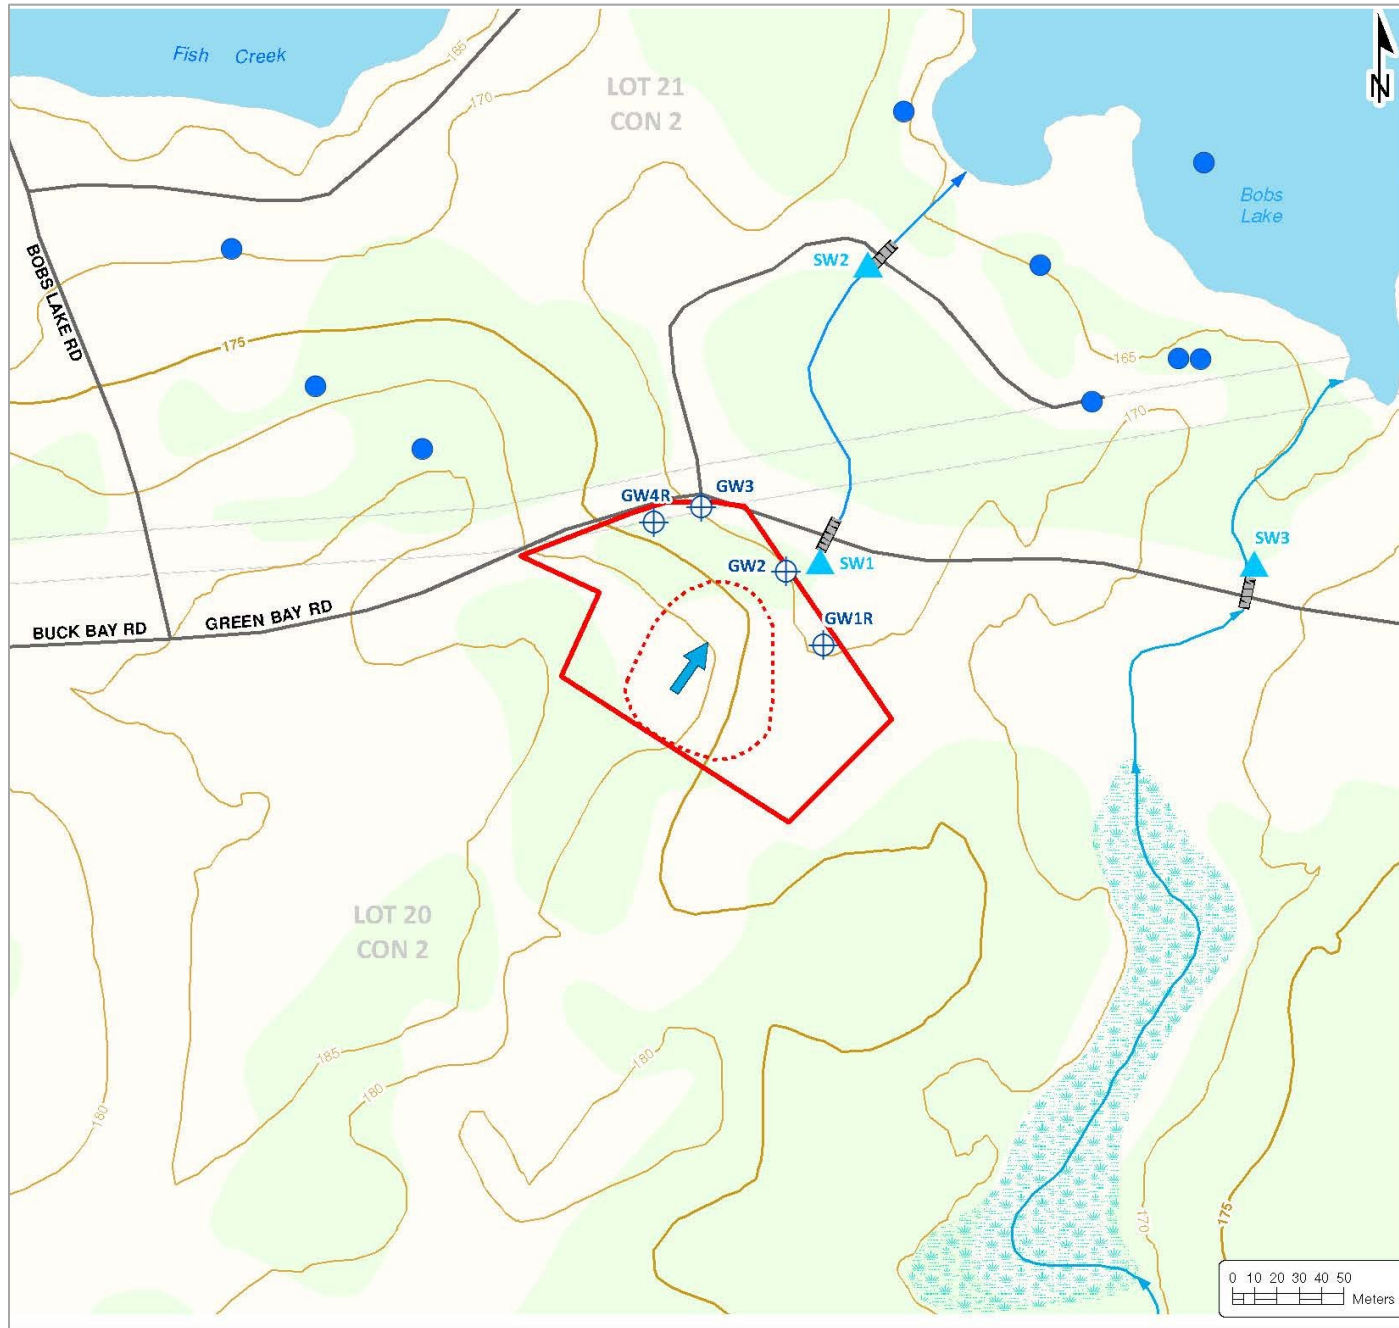 Fish Creek
165
170
LOT 21
CON 2
N
Bobs
Lake
BOBS LAKE RD
SW2
175
165
170
GW4R
GW3
GW2
SW1
SW3
GW1R
BUCK BAY RD
GREEN BAY RD
LOT 20
CON 2
185
180
180
180
170
175
0 10 20 30 40 50
Meters